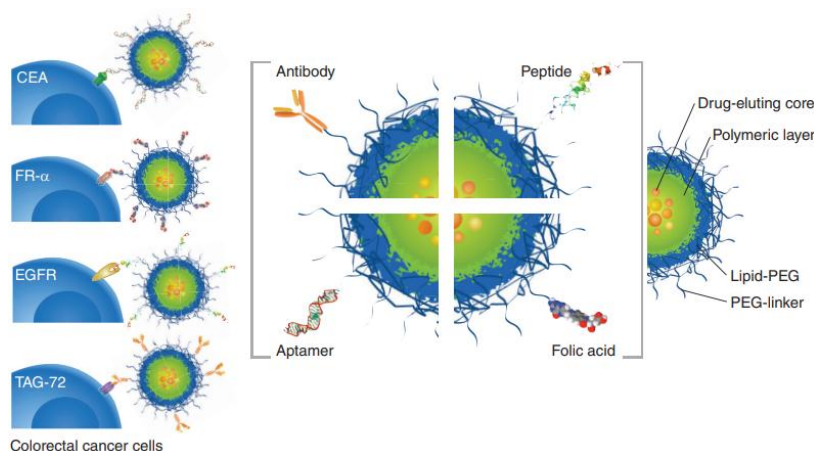 CEA
FR-α
EGFR
TAG-72
Colorectal cancer cells
Antibody
Peptide
Aptamer
Folic acid
Drug-eluting core
Polymeric layer
Lipid-PEG
PEG-linker